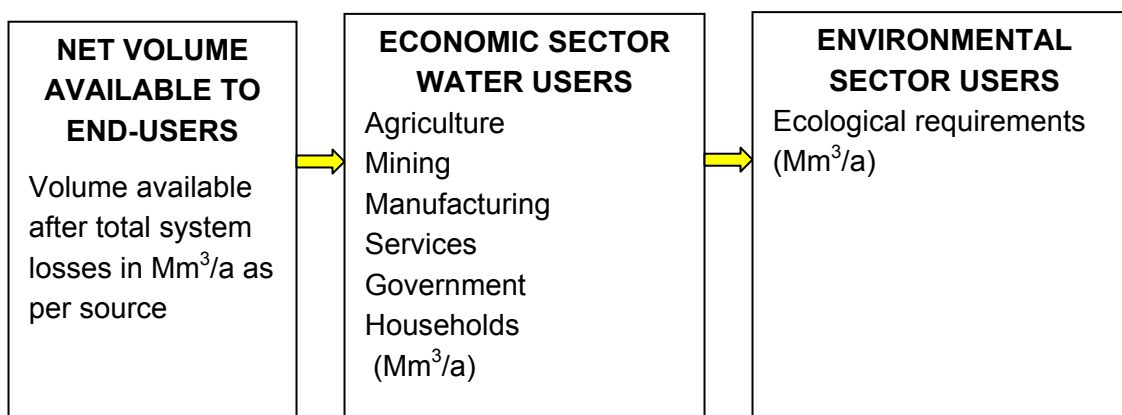 NET VOLUME
AVAILABLE TO
END-USERS
Volume available
after total system
losses in Mm³/a as
per source
ECONOMIC SECTOR
WATER USERS
Agriculture
Mining
Manufacturing
Services
Government
Households
(Mm³/a)
ENVIRONMENTAL
SECTOR USERS
Ecological requirements
(Mm³/a)